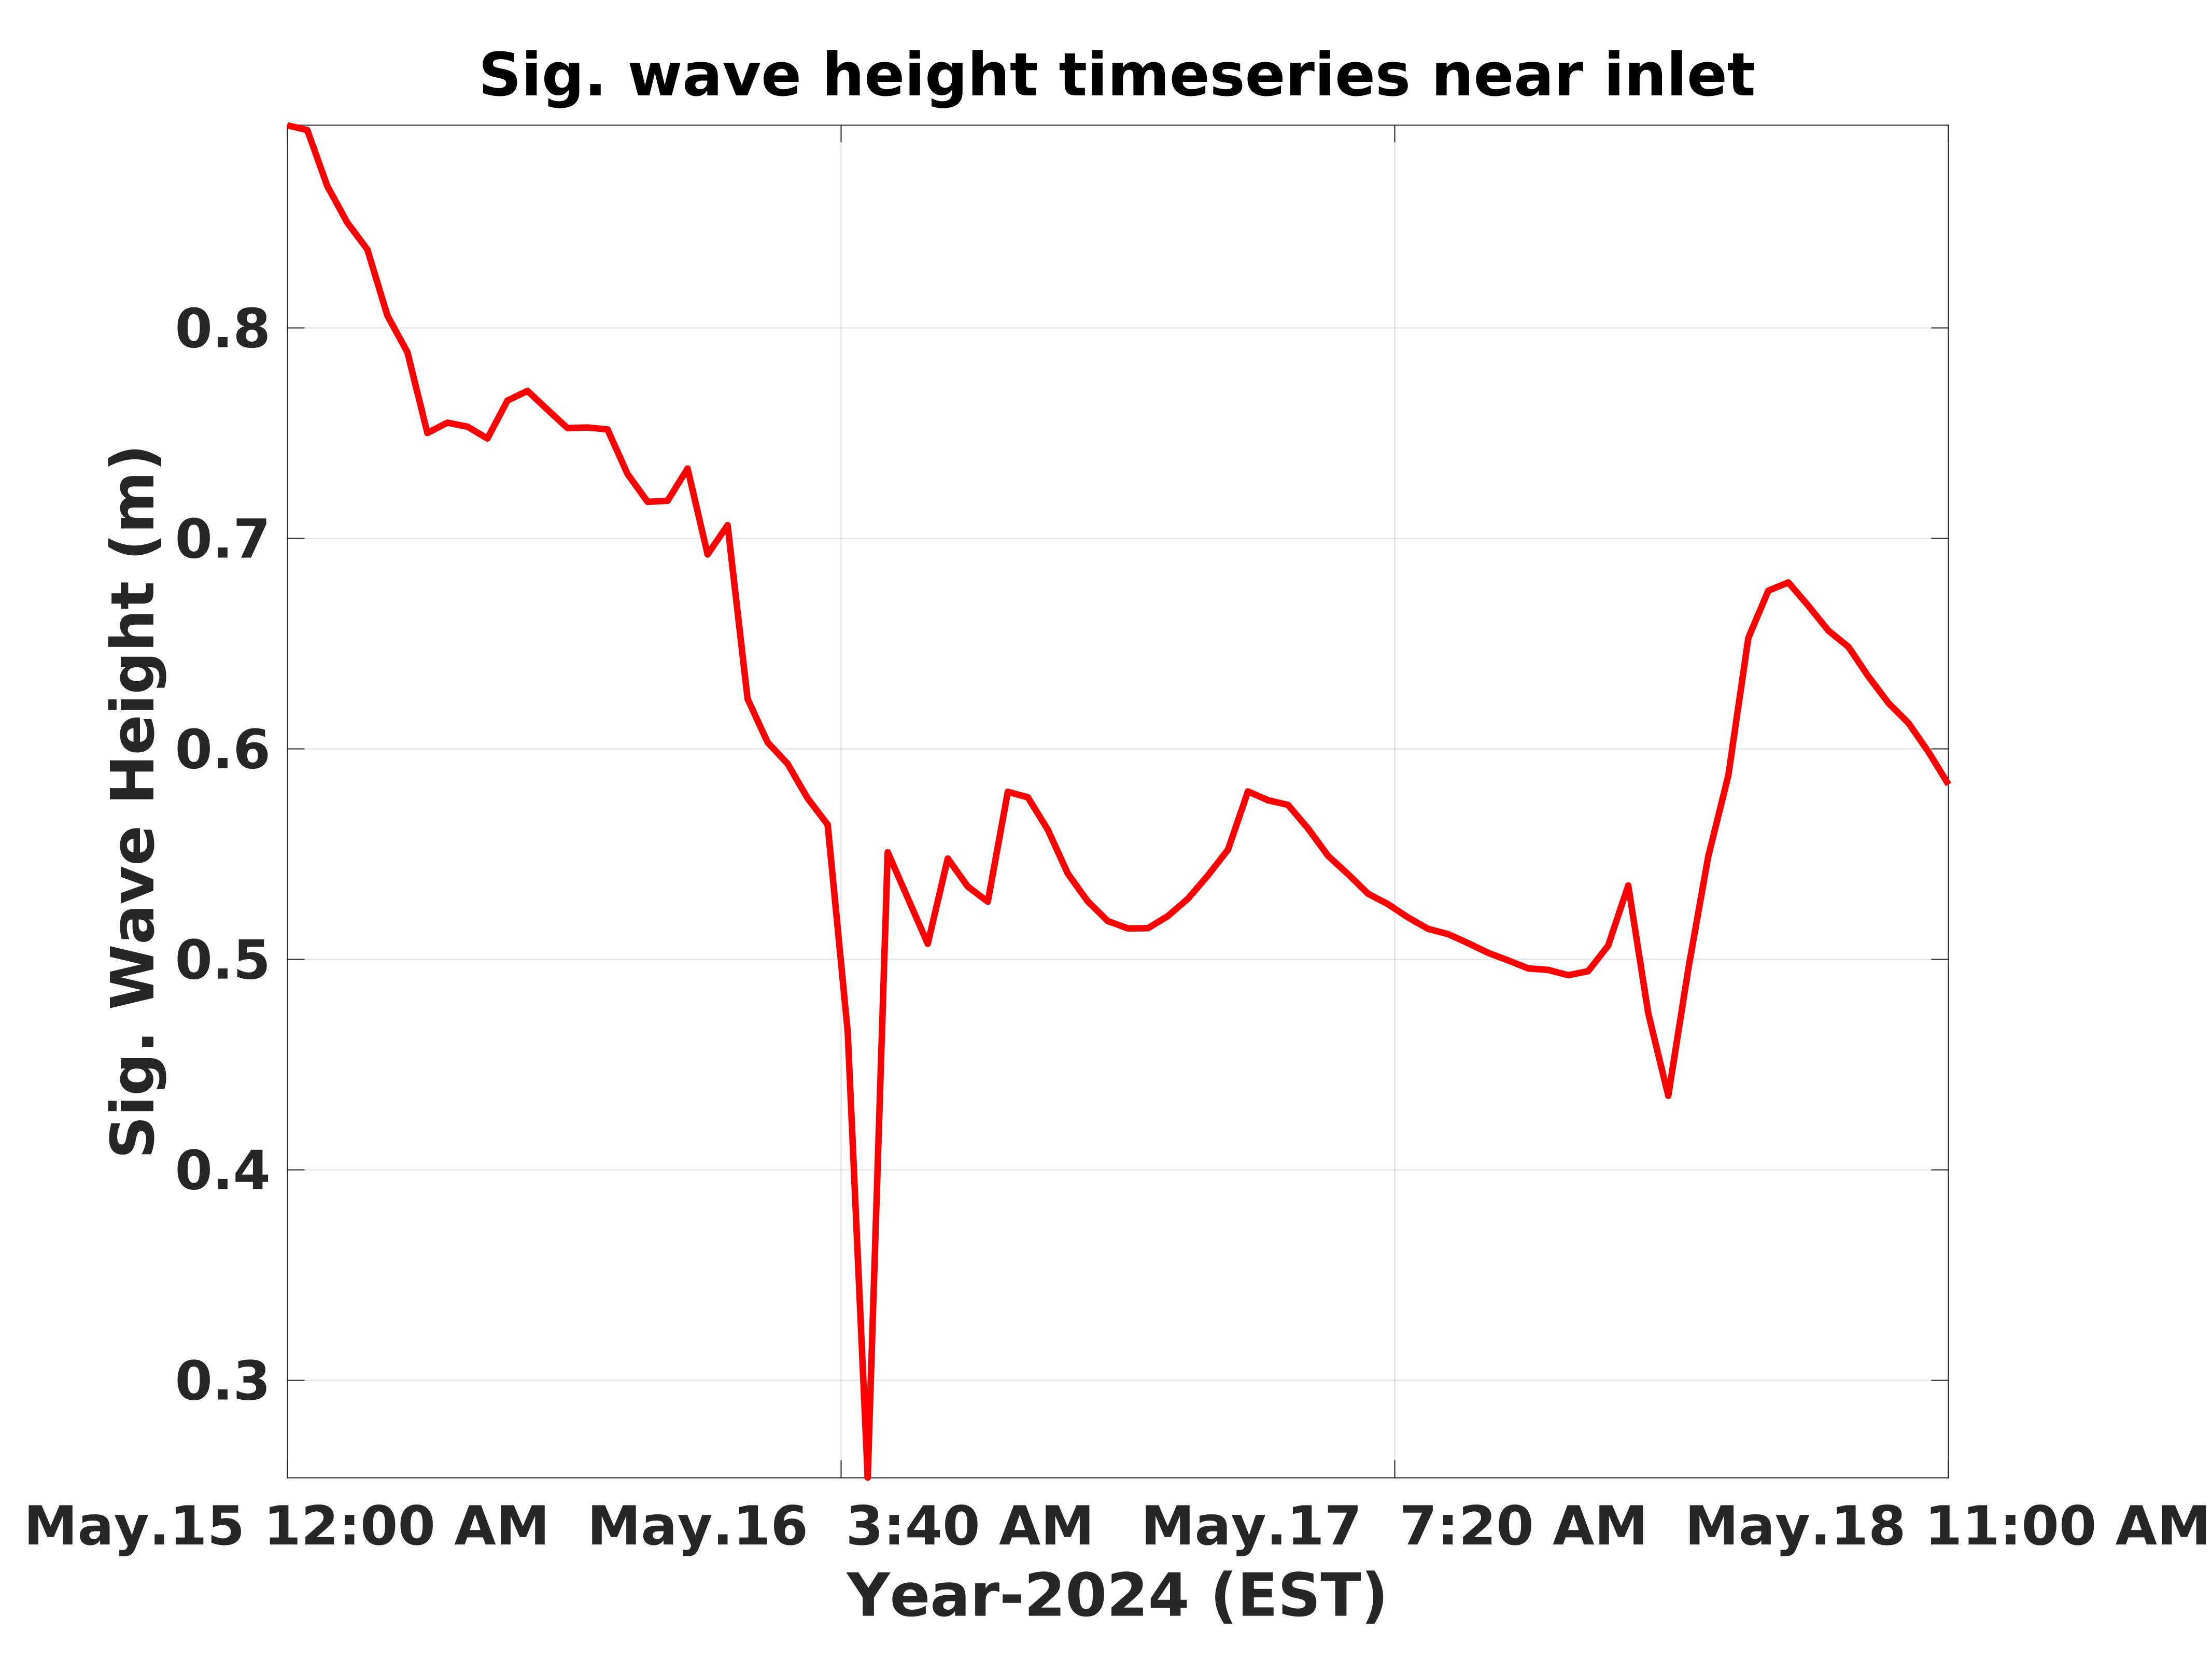 Sig. wave height timeseries near inlet
Sig. Wave Height (m)
0.8
0.7
0.6
0.5
0.4
0.3
May.15 12:00 AM May.16 3:40 AM May.17 7:20 AM May.18 11:00 AM
Year-2024 (EST)